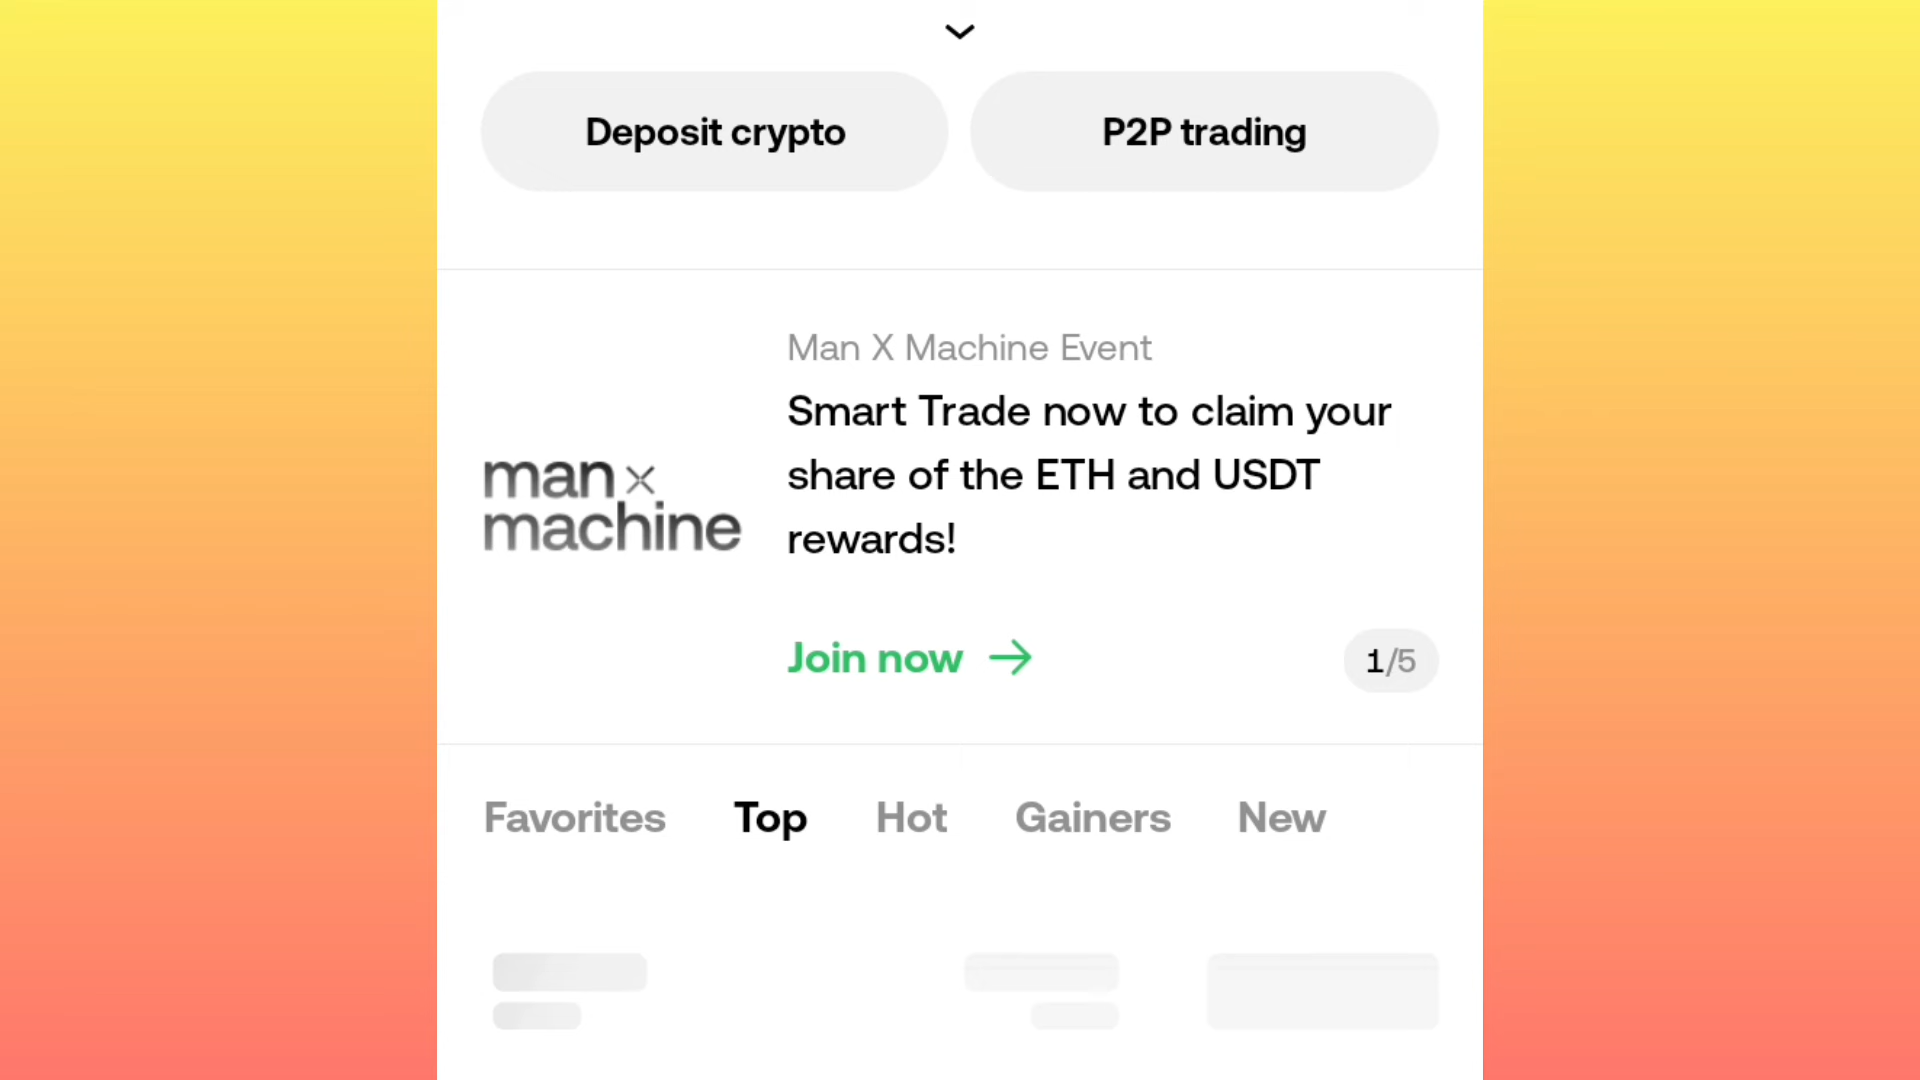 Deposit crypto
P2P trading
Man X Machine Event
Smart Trade now to claim your
share of the ETH and USDT
rewards!
man x
machine
Join now
1/5
Favorites Top Hot Gainers New